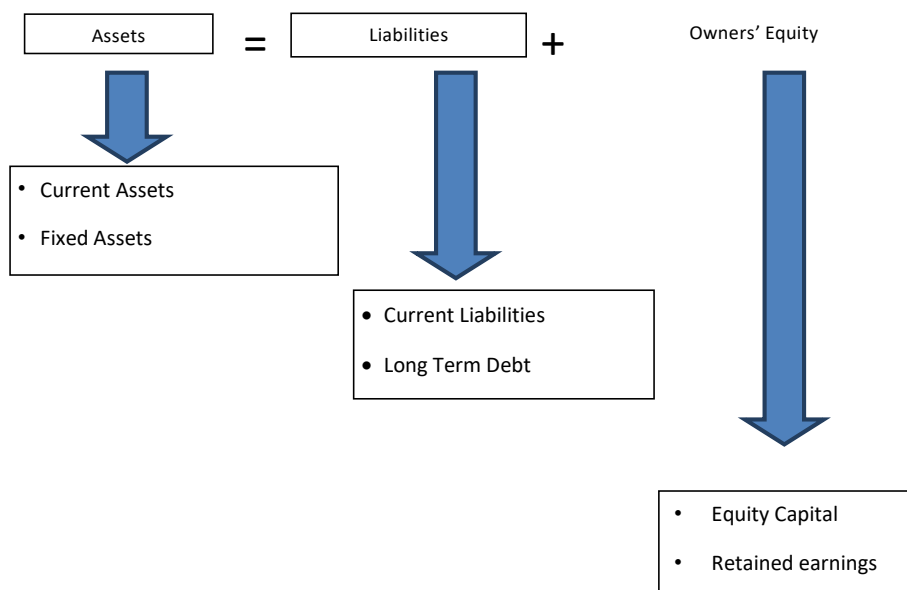 Assets = Liabilities + Owners’ Equity
• Current Assets
• Fixed Assets
• Current Liabilities
• Long Term Debt
• Equity Capital
• Retained earnings